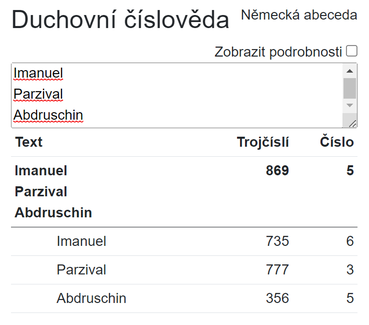 Duchovní číslověda Německá abeceda
Zobrazit podrobnosti
Imanuel
Parzival
Abdruschin
Text Trojčíslí Číslo
Imanuel 869 5
Parzival
Abdruschin
Imanuel 735 6
Parzival 777 3
Abdruschin 356 5